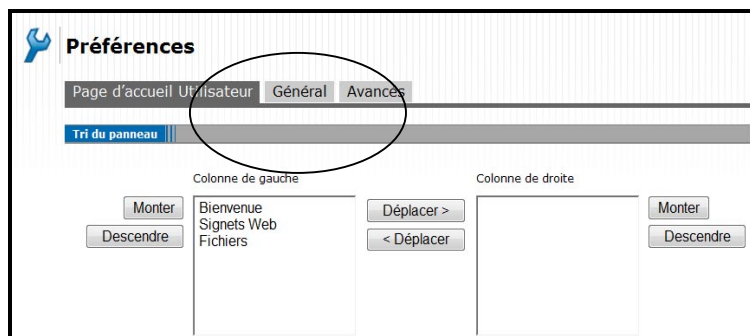 Préférences
Page d'accueil Utilisateur Général Avancés
Tri du panneau
Colonne de gauche Colonne de droite
Monter Bienvenue Déplacer > Monter
Signets Web
Descendre Fichiers < Déplacer Descendre